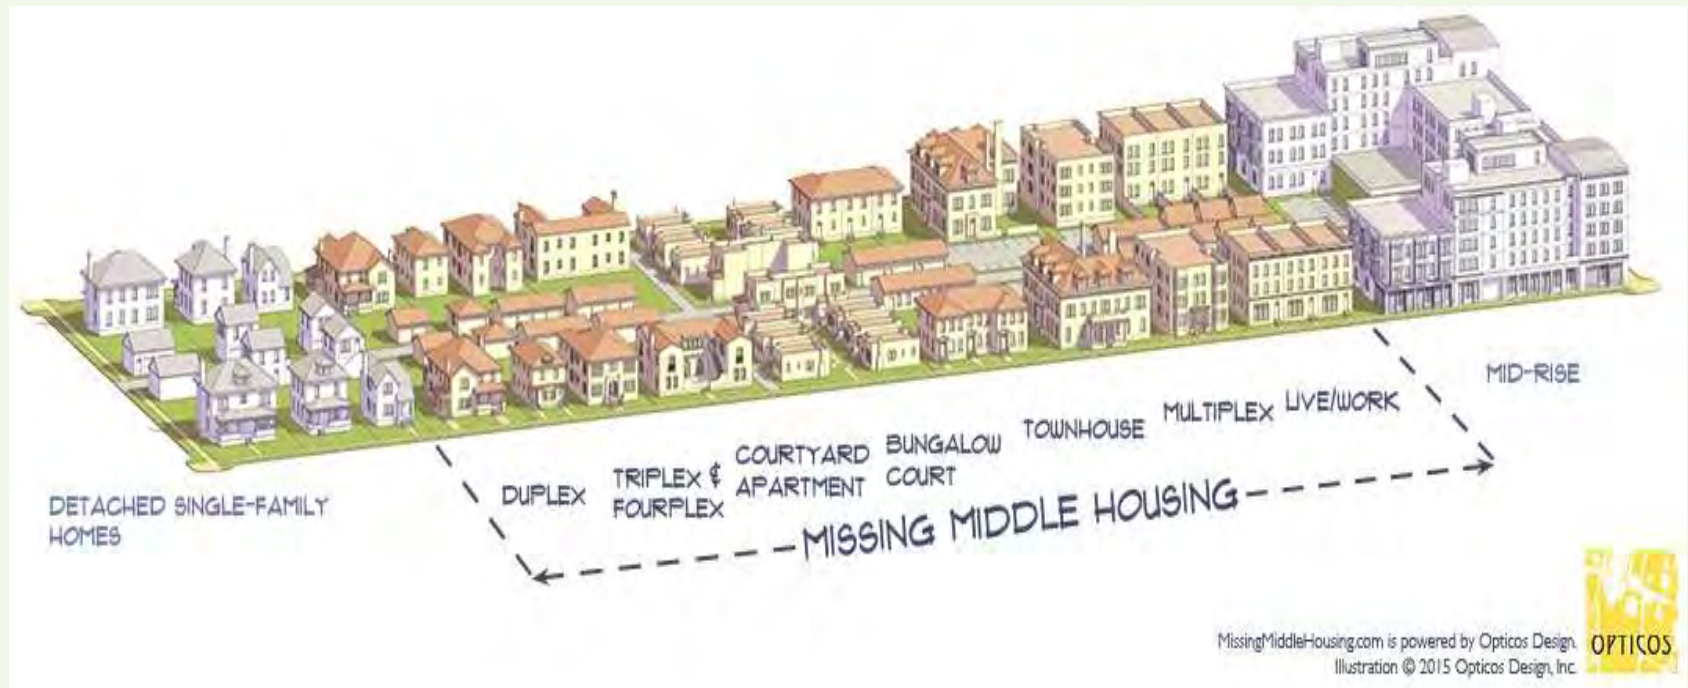 DETACHED SINGLE-FAMILY
HOMES
DUPLEX
TRIPLEX &
FOURPLEX
COURTYARD
APARTMENT
BUNGALOW
COURT
TOWNHOUSE
MULTIPLEX
LIVE/WORK
MID-RISE
MISSING MIDDLE HOUSING
MissingMiddleHousing.com is powered by Opticos Design.
Illustration © 2015 Opticos Design, Inc.
OPTICOS